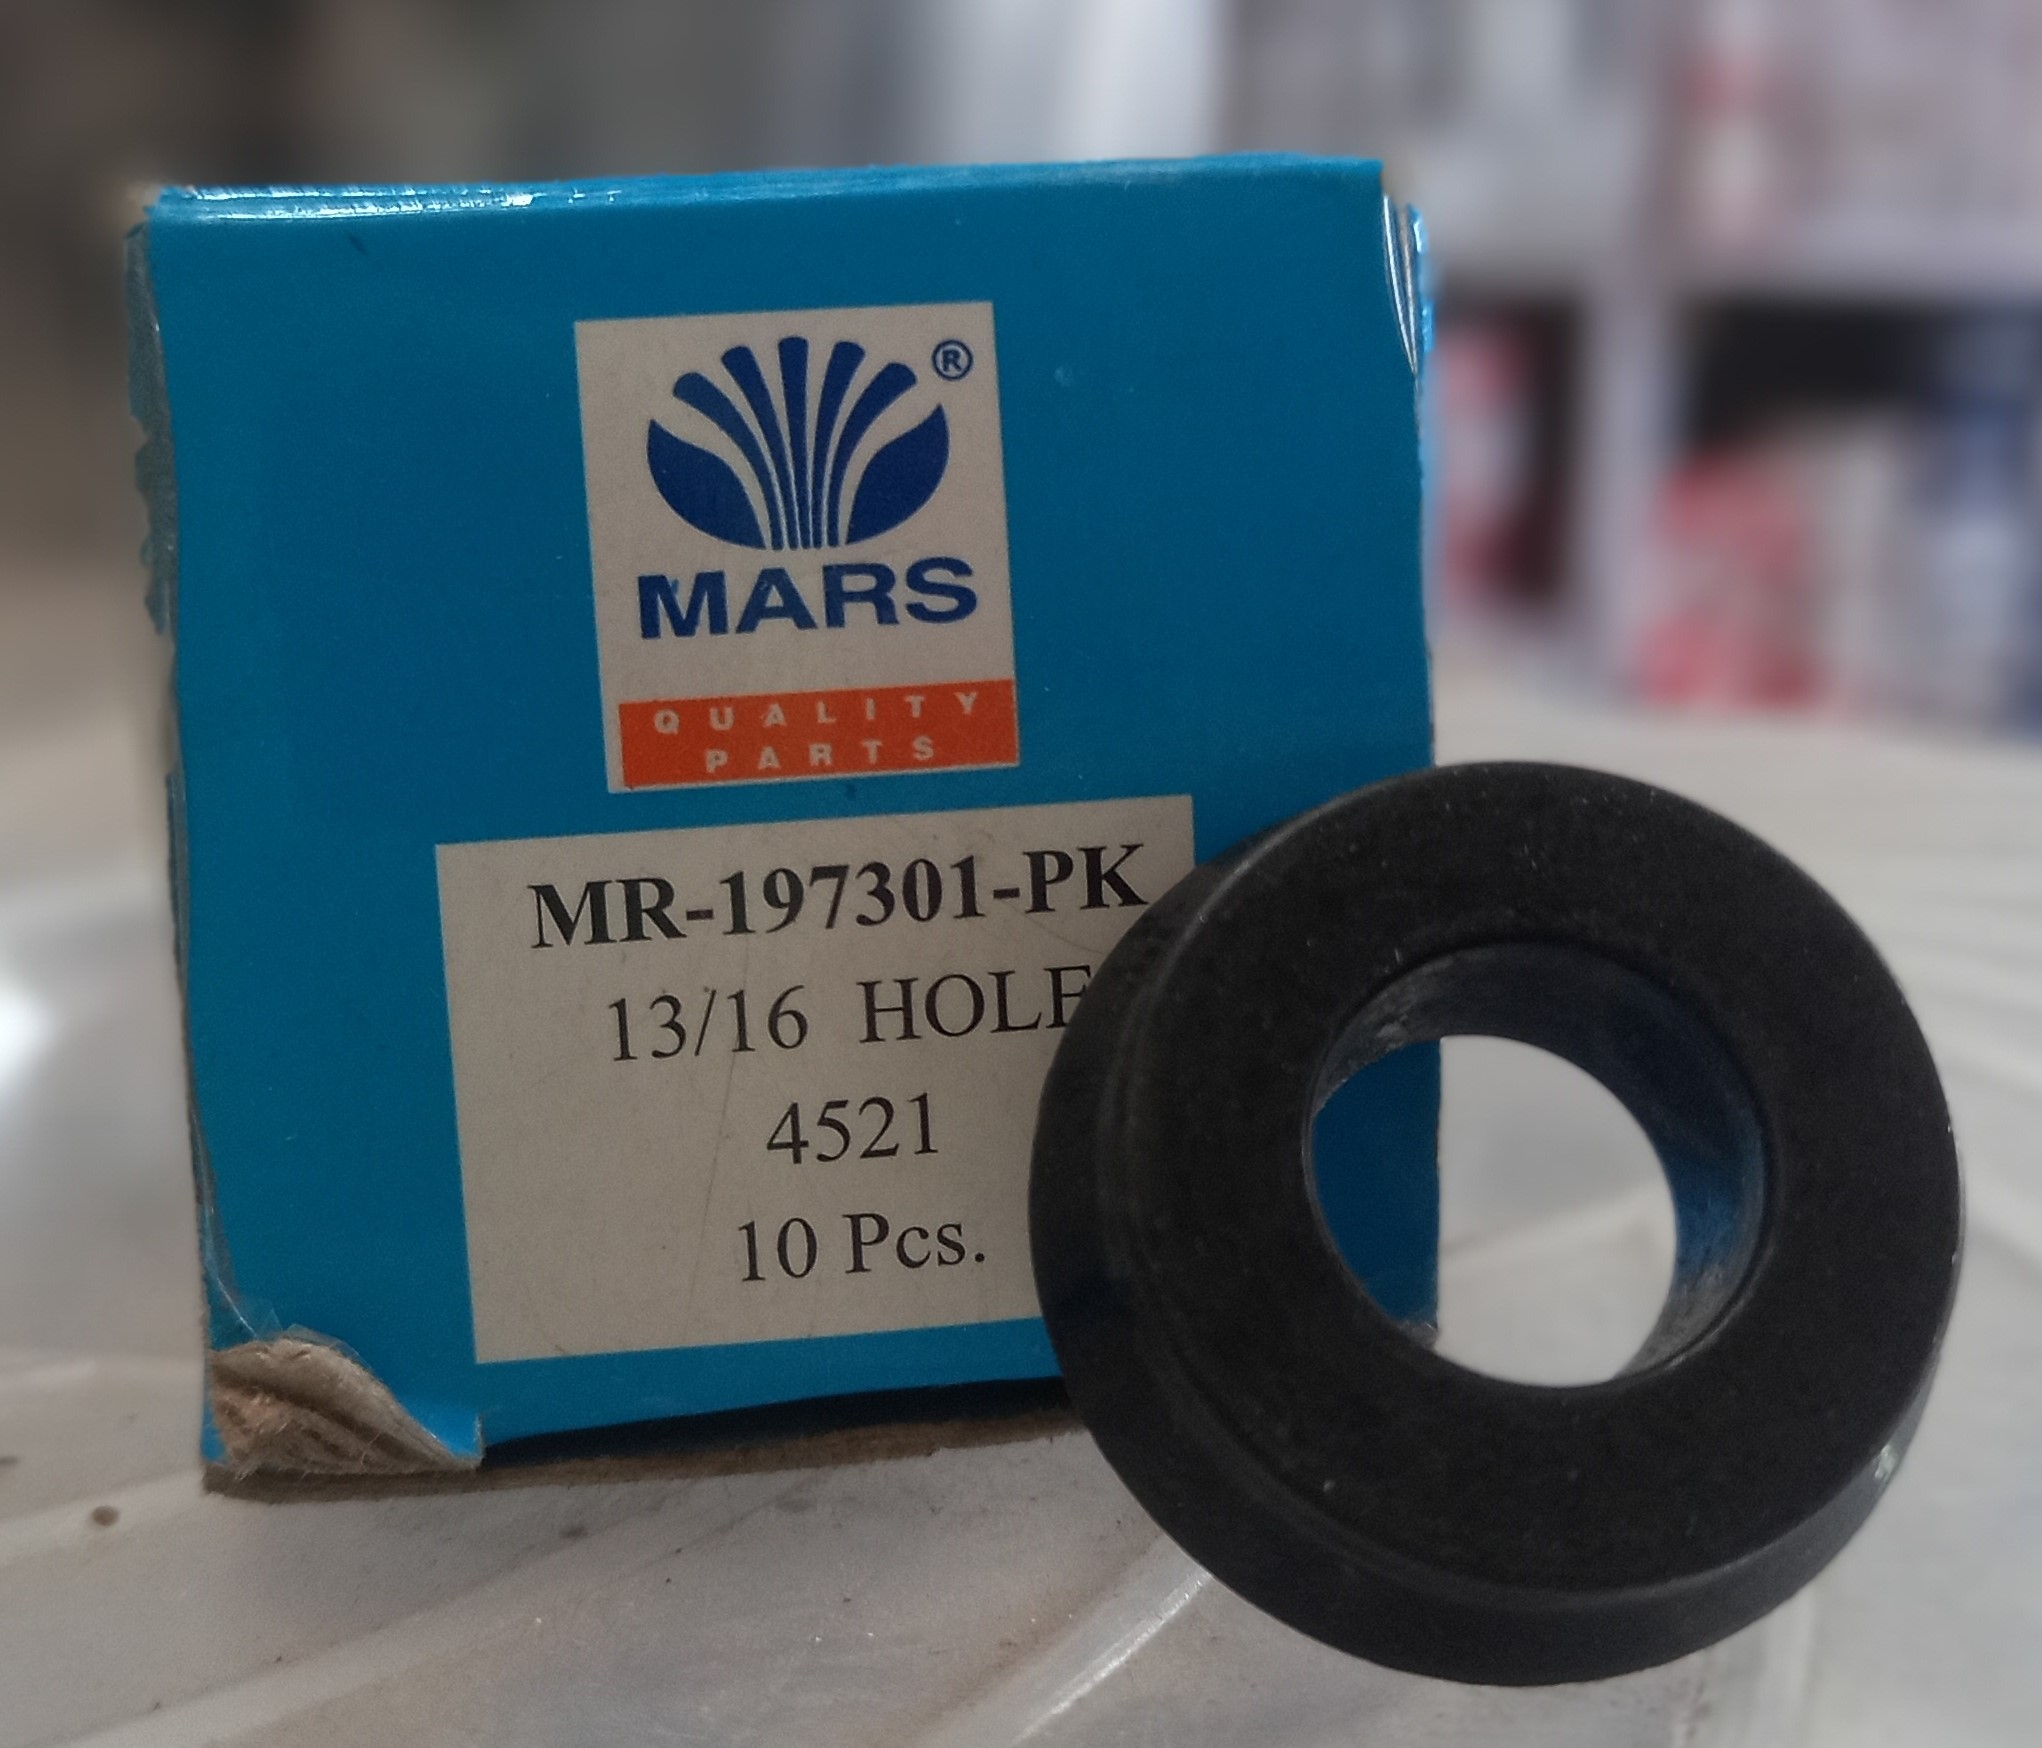 ®
MARS
QUALITY
PARTS
MR-197301-PK
13/16 HOLE
4521
10 Pcs.